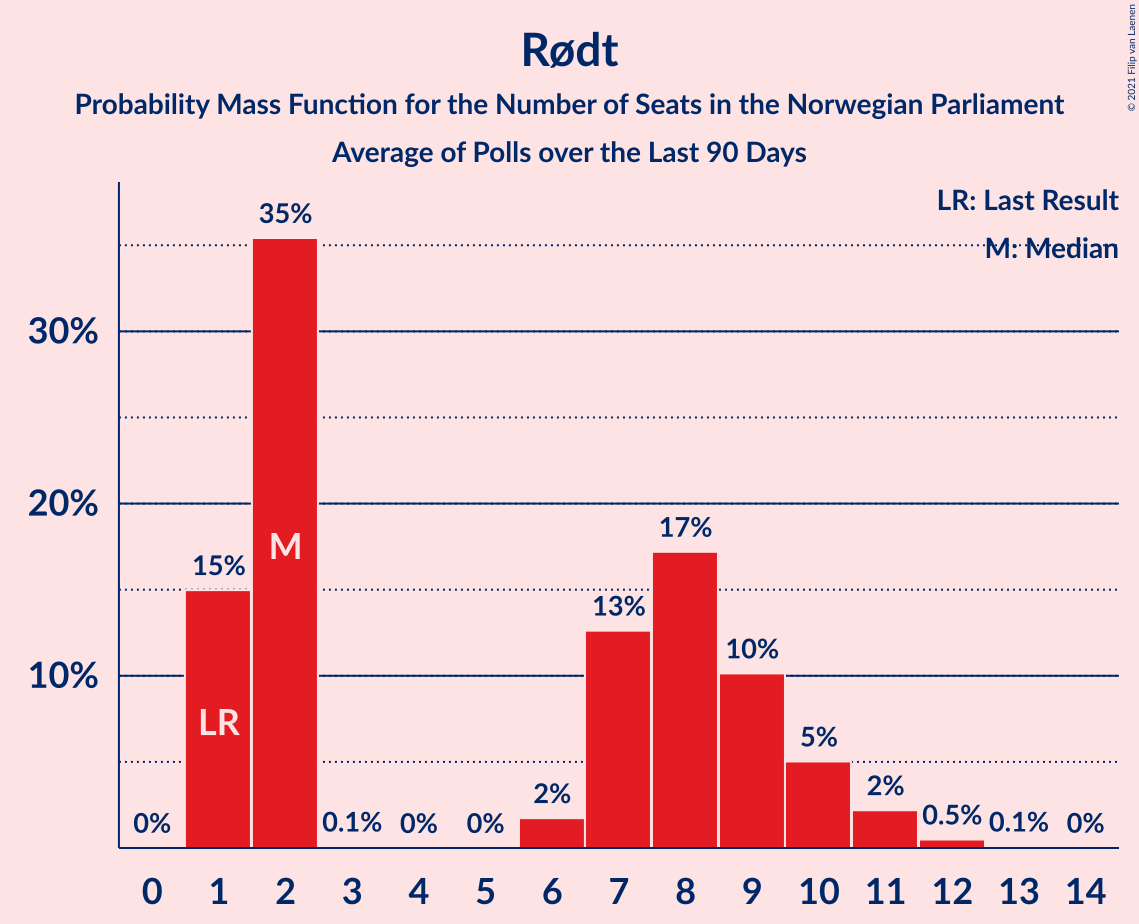 Rødt
Probability Mass Function for the Number of Seats in the Norwegian Parliament
Average of Polls over the Last 90 Days
© 2021 Filip van Laenen
LR: Last Result
M: Median
30%
20%
10%
0%
15%
35%
0.1%
0%
0%
2%
13%
17%
10%
5%
2%
0.5%
0.1%
0%
LR
M
0 1 2 3 4 5 6 7 8 9 10 11 12 13 14